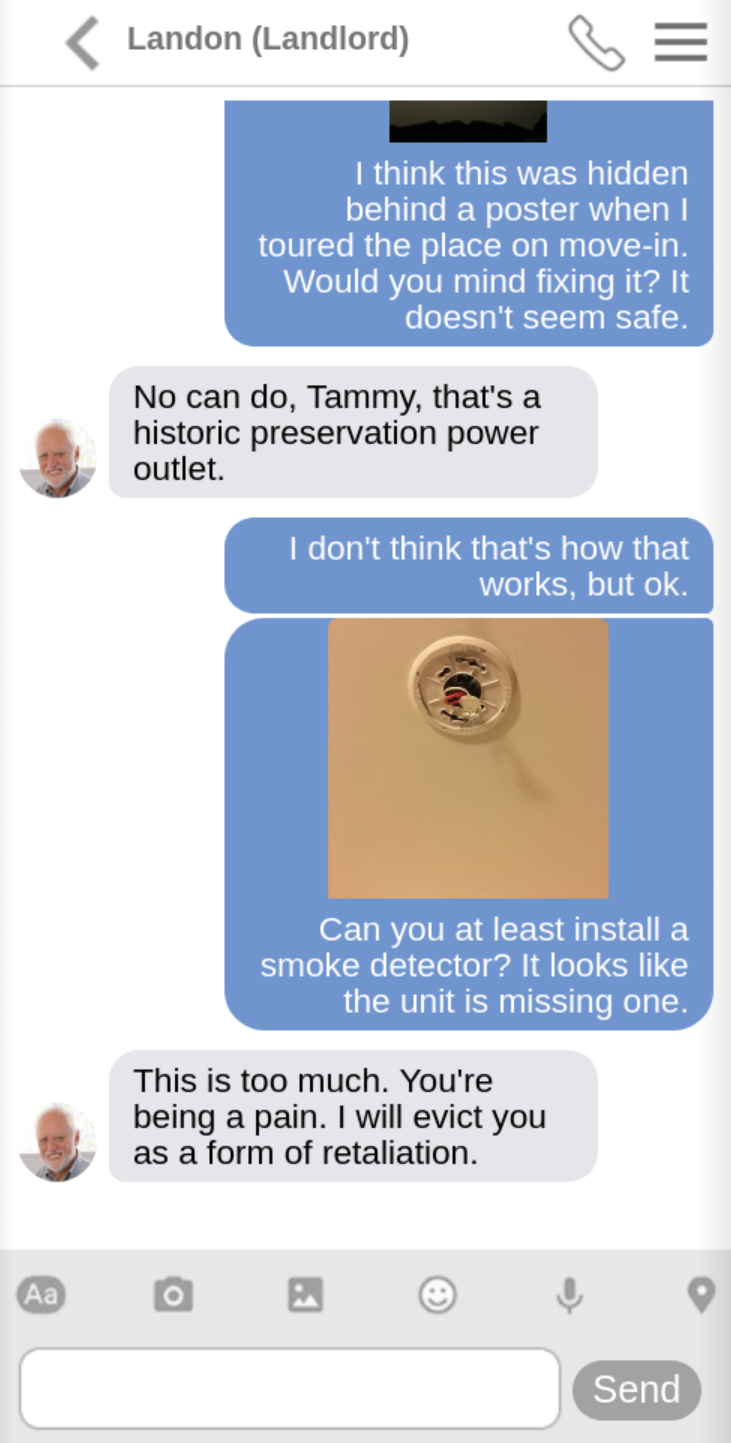 Landon (Landlord)
I think this was hidden
behind a poster when I
toured the place on move-in.
Would you mind fixing it? It
doesn't seem safe.
No can do, Tammy, that's a
historic preservation power
outlet.
I don't think that's how that
works, but ok.
Can you at least install a
smoke detector? It looks like
the unit is missing one.
This is too much. You're
being a pain. I will evict you
as a form of retaliation.
Aa
Send